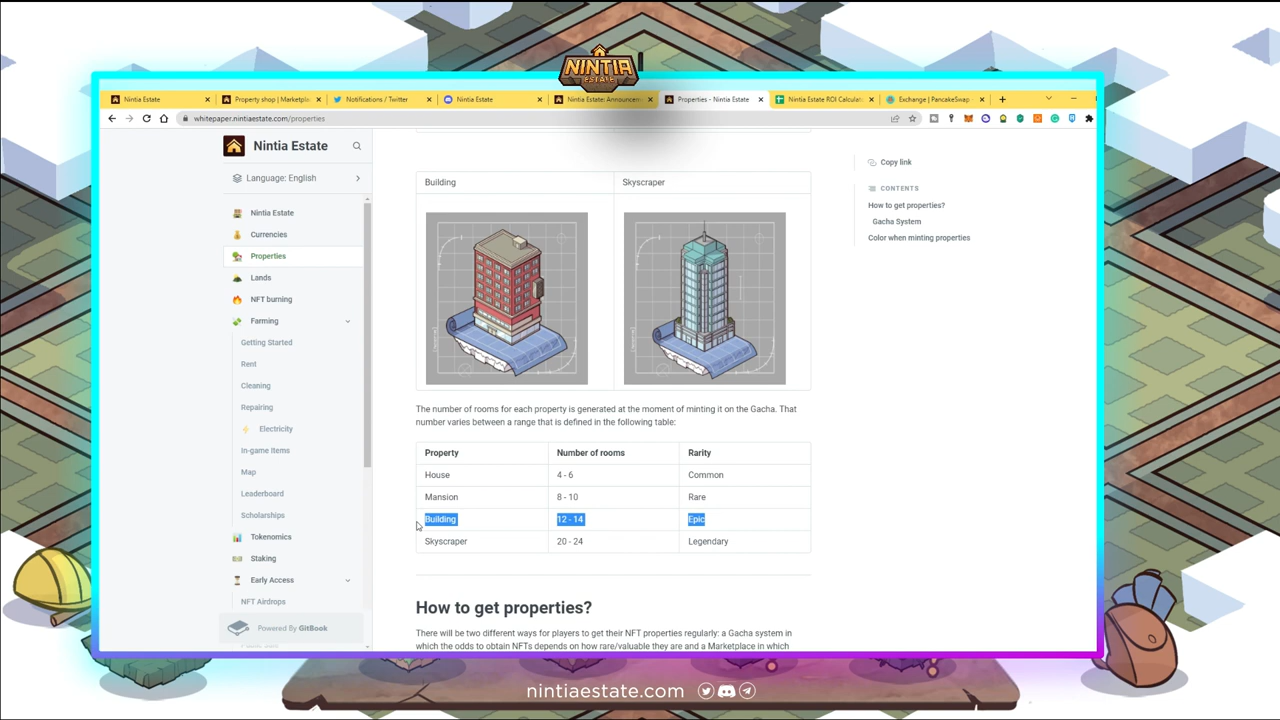 NINTIA
ESTATE
Nintia Estate
Property shop | Marketpla
Notifications / Twitter
Nintia Estate
Nintia Estate: Announcem
Properties - Nintia Estate
Nintia Estate ROI Calculat
Exchange | PancakeSwap
whitepaper.nintiaestate.com/properties
Nintia Estate
Language: English
Nintia Estate
Currencies
Properties
Lands
NFT burning
Farming
Getting Started
Rent
Cleaning
Repairing
Electricity
In-game Items
Map
Leaderboard
Scholarships
Tokenomics
Staking
Early Access
NFT Airdrops
Powered By GitBook
Building Skyscraper
The number of rooms for each property is generated at the moment of minting it on the Gacha. That
number varies between a range that is defined in the following table:
Property Number of rooms Rarity
House 4 - 6 Common
Mansion 8 - 10 Rare
Building 12 - 14 Epic
Skyscraper 20 - 24 Legendary
How to get properties?
There will be two different ways for players to get their NFT properties regularly: a Gacha system in
which the odds to obtain NFTs depends on how rare/valuable they are and a Marketplace in which
Copy link
CONTENTS
How to get properties?
Gacha System
Color when minting properties
nintiaestate.com